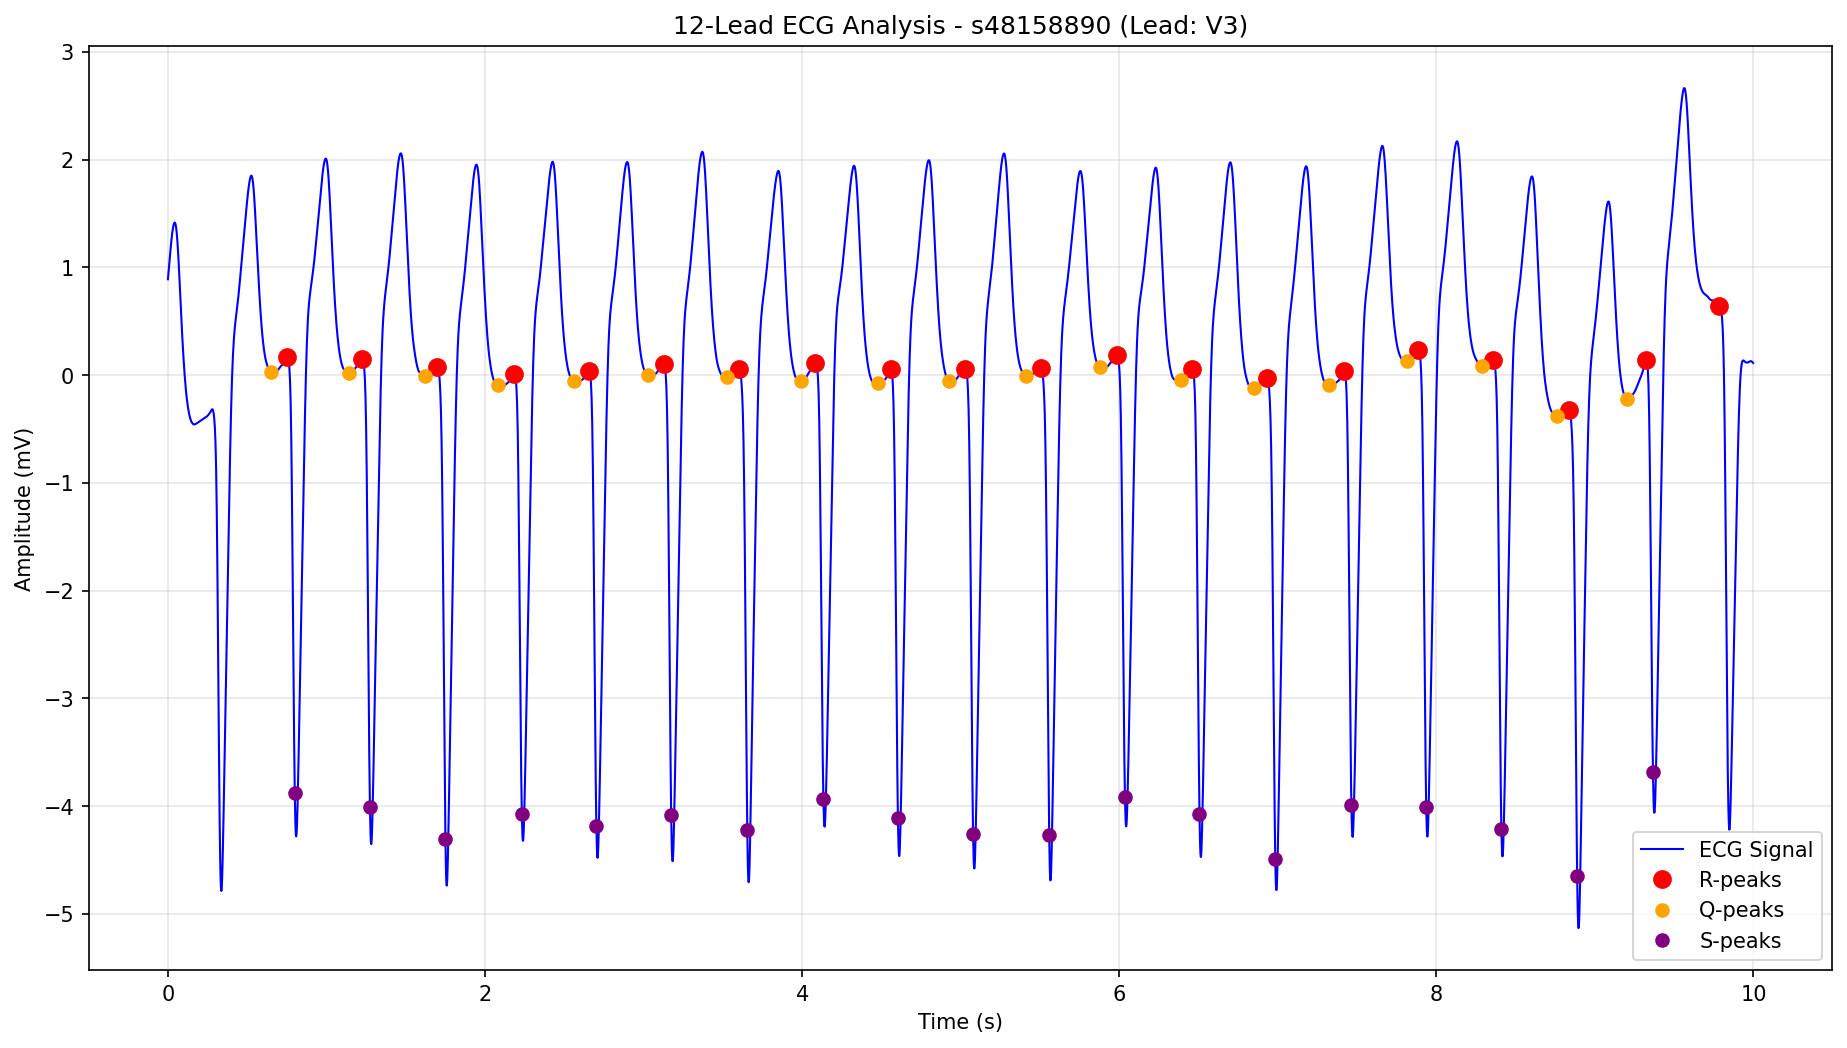 12-Lead ECG Analysis - s48158890 (Lead: V3)
Amplitude (mV)
3
2
1
0
−1
−2
−3
−4
−5
0
2
4
6
8
10
Time (s)
ECG Signal
R-peaks
Q-peaks
S-peaks